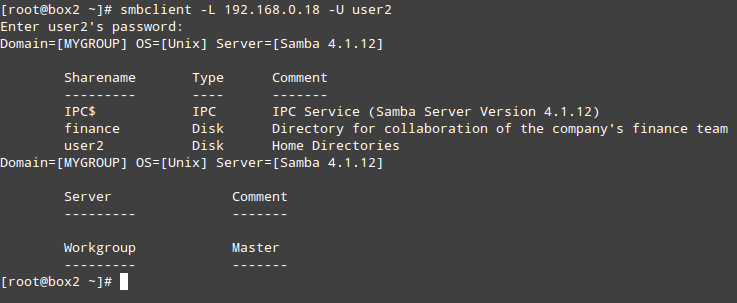 [root@box2 ~]# smbclient -L 192.168.0.18 -U user2
Enter user2's password:
Domain=[MYGROUP] OS=[Unix] Server=[Samba 4.1.12]
Sharename Type Comment
--------- ---- -------
IPC$ IPC IPC Service (Samba Server Version 4.1.12)
finance Disk Directory for collaboration of the company's finance team
user2 Disk Home Directories
Domain=[MYGROUP] OS=[Unix] Server=[Samba 4.1.12]
Server Comment
--------- -------
Workgroup Master
--------- -------
[root@box2 ~]#